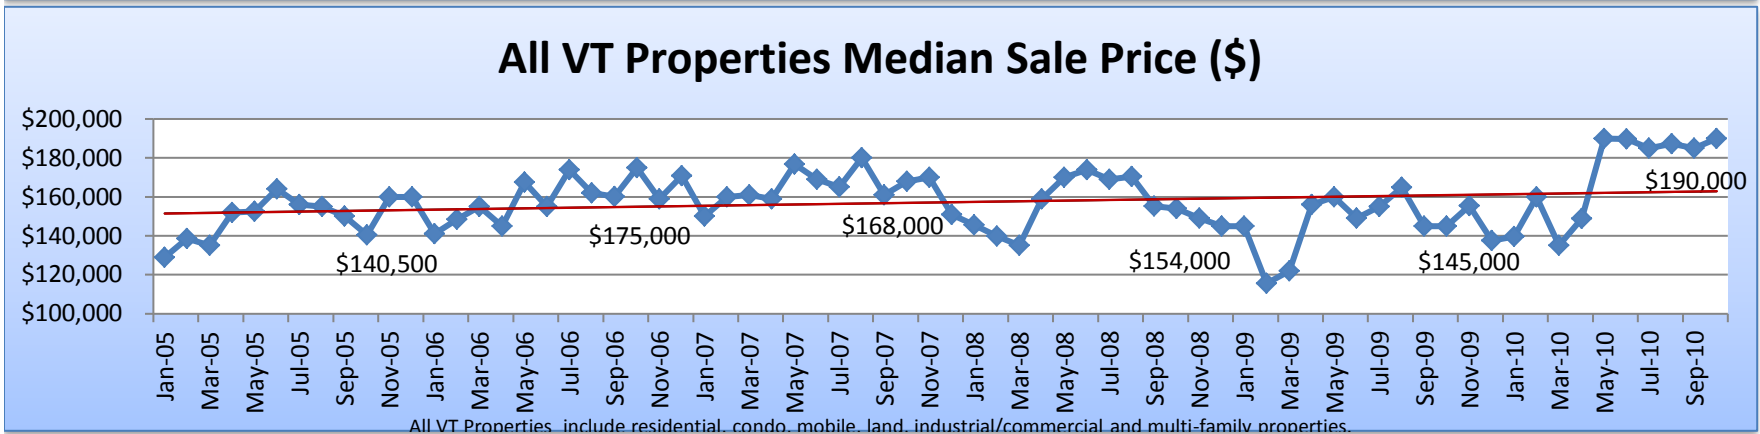 All VT Properties Median Sale Price ($)
$200,000
$180,000
$160,000
$140,000
$120,000
$100,000
$140,500
$175,000
$168,000
$154,000
$145,000
$190,000
Jan-05
Mar-05
May-05
Jul-05
Sep-05
Nov-05
Jan-06
Mar-06
May-06
Jul-06
Sep-06
Nov-06
Jan-07
Mar-07
May-07
Jul-07
Sep-07
Nov-07
Jan-08
Mar-08
May-08
Jul-08
Sep-08
Nov-08
Jan-09
Mar-09
May-09
Jul-09
Sep-09
Nov-09
Jan-10
Mar-10
May-10
Jul-10
Sep-10
All VT Properties include residential, condo, mobile, land, industrial/commercial and multi-family properties.